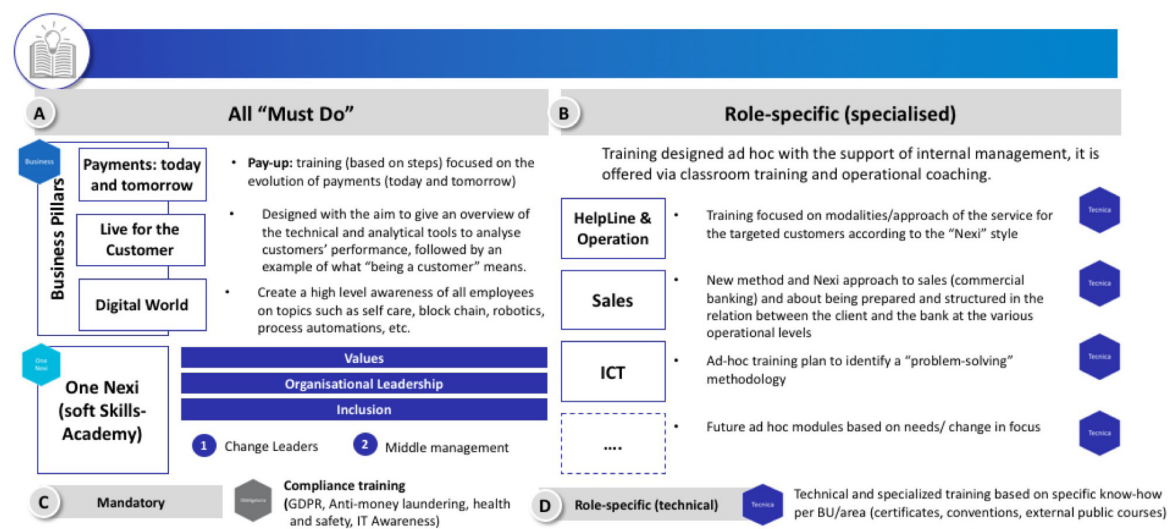 A
All “Must Do”
Business
Business Pillars
Payments: today
and tomorrow
• Pay-up: training (based on steps) focused on the
evolution of payments (today and tomorrow)
Live for the
Customer
• Designed with the aim to give an overview of
the technical and analytical tools to analyse
customers’ performance, followed by an
example of what “being a customer” means.
Digital World
• Create a high level awareness of all employees
on topics such as self care, block chain, robotics,
process automations, etc.
One
Nexi
One Nexi
(soft Skills-
Academy)
Values
Organisational Leadership
Inclusion
1 Change Leaders
2 Middle management
B
Role-specific (specialised)
Training designed ad hoc with the support of internal management, it is
offered via classroom training and operational coaching.
HelpLine &
Operation
• Training focused on modalities/approach of the service for
the targeted customers according to the “Nexi” style
Tecnica
Sales
• New method and Nexi approach to sales (commercial
banking) and about being prepared and structured in the
relation between the client and the bank at the various
operational levels
Tecnica
ICT
• Ad-hoc training plan to identify a “problem-solving”
methodology
Tecnica
....
• Future ad hoc modules based on needs/ change in focus
Tecnica
C
Mandatory
Obbligatoria
Compliance training
(GDPR, Anti-money laundering, health
and safety, IT Awareness)
D
Role-specific (technical)
Tecnica
Technical and specialized training based on specific know-how
per BU/area (certificates, conventions, external public courses)